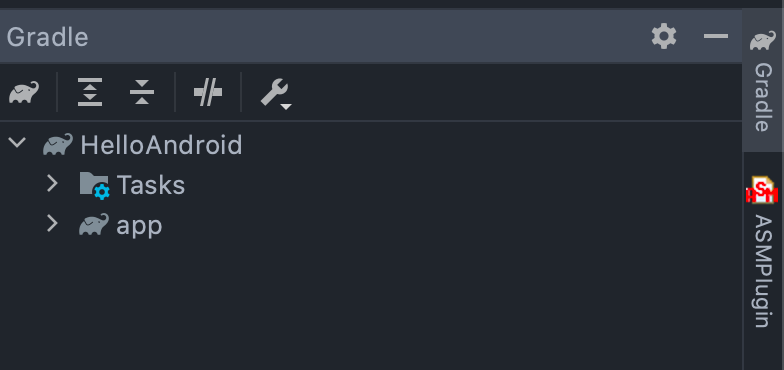 Gradle
HelloAndroid
Tasks
app
Gradle
ASMPlugin